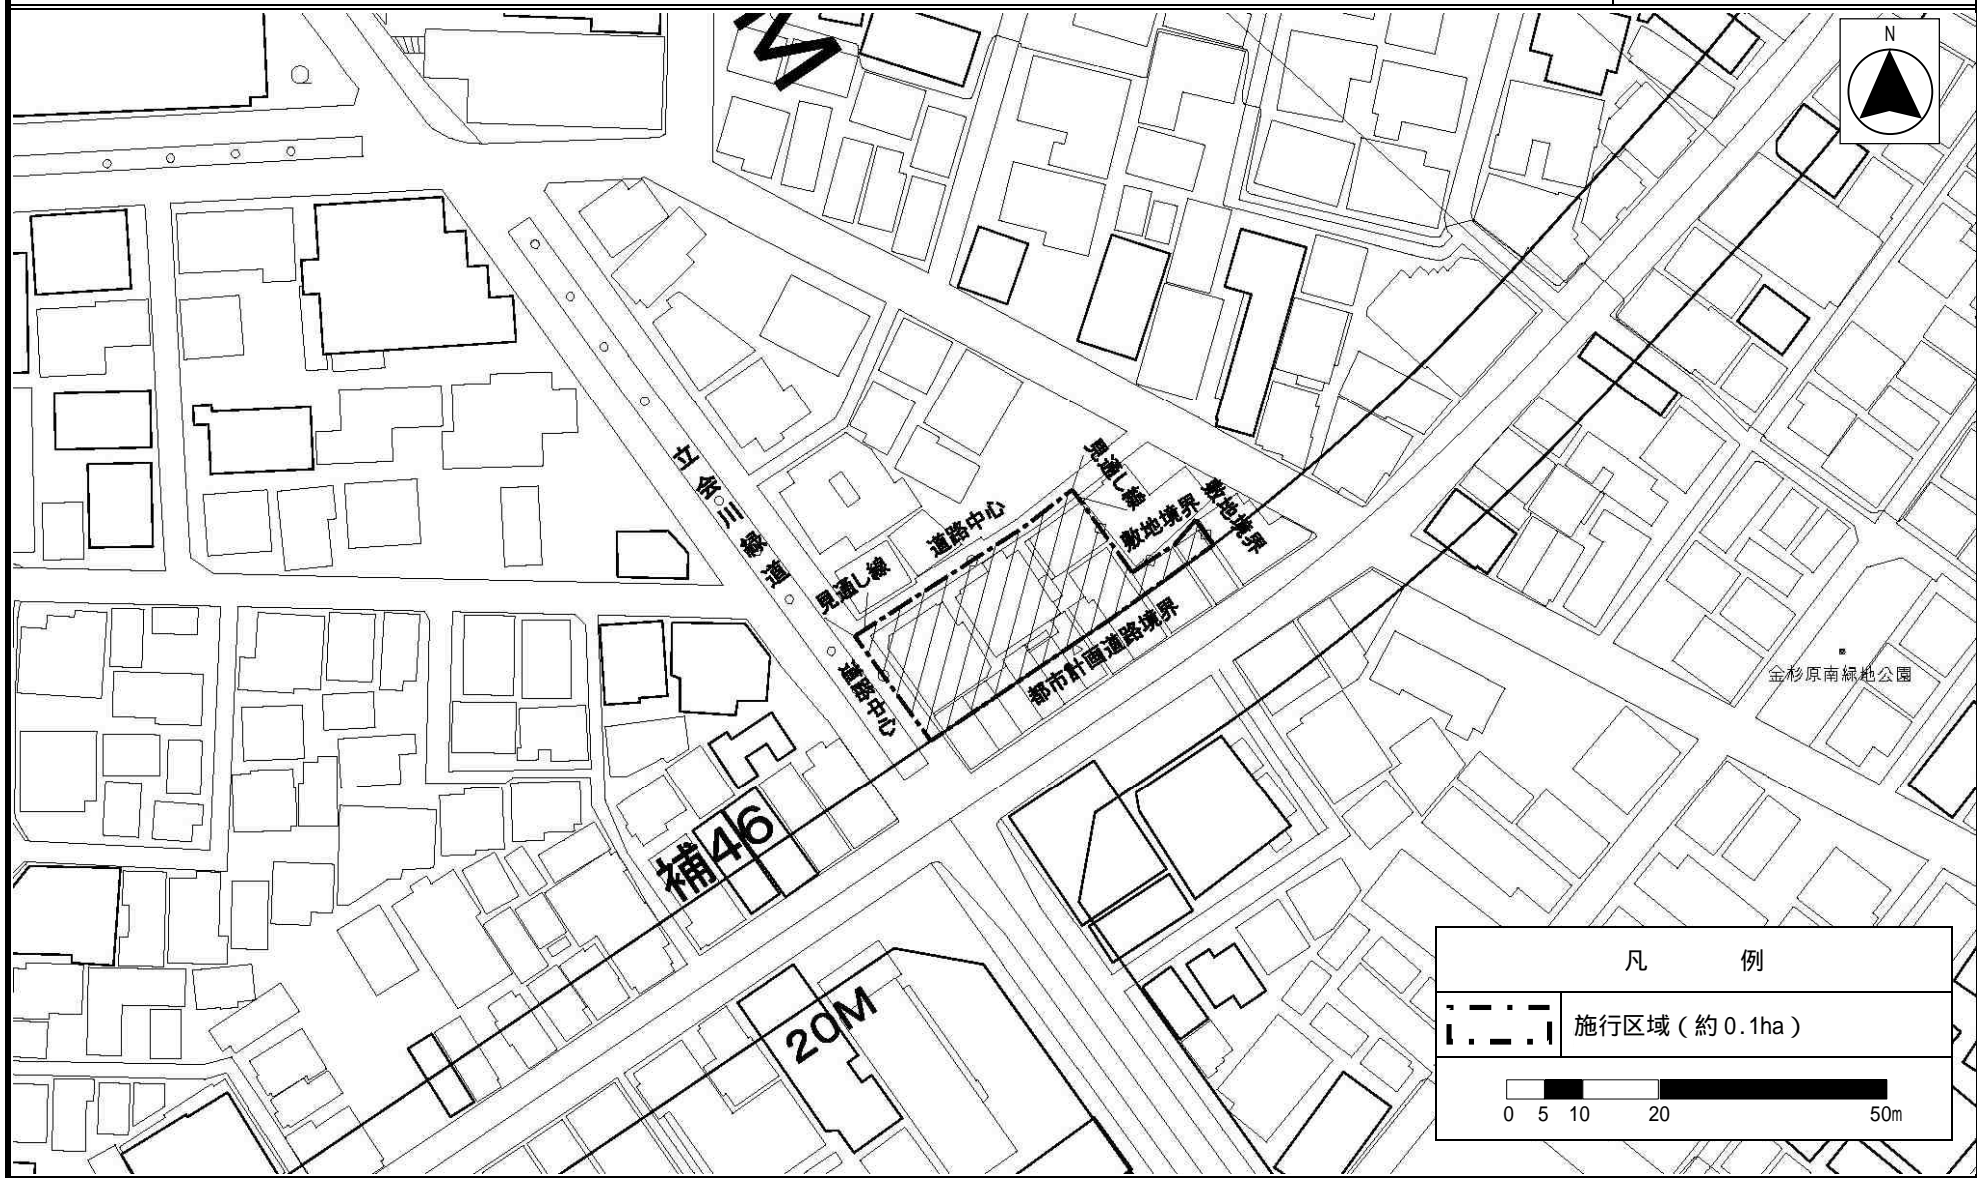 M
N
立会川緑道
見通し線
道路中心
見通し線
敷地境界
敷地境界
道路中心
都市計画道路境界
金杉原南緑地公園
補46
20M
凡 例
施行区域(約0.1ha)
0 5 10 20 50m